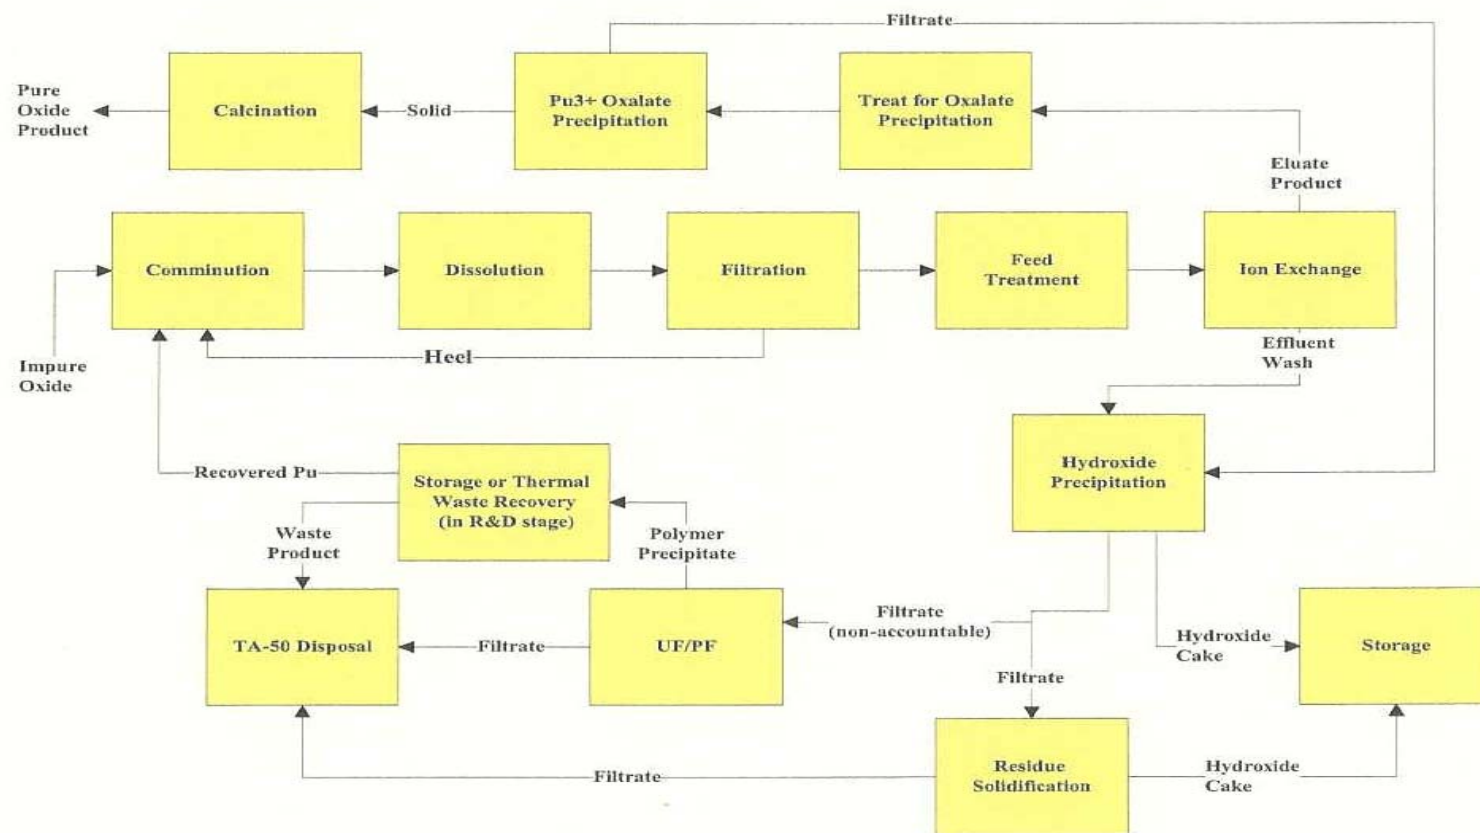 Filtrate
Pure
Oxide
Product
Calcination
Solid
Pu3+ Oxalate
Precipitation
Treat for Oxalate
Precipitation
Eluate
Product
Comminution
Dissolution
Filtration
Feed
Treatment
Ion Exchange
Impure
Oxide
Heel
Effluent
Wash
Recovered Pu
Storage or Thermal
Waste Recovery
(in R&D stage)
Hydroxide
Precipitation
Waste
Product
Polymer
Precipitate
TA-50 Disposal
Filtrate
UF/PF
Filtrate
(non-accountable)
Hydroxide
Cake
Storage
Filtrate
Filtrate
Residue
Solidification
Hydroxide
Cake